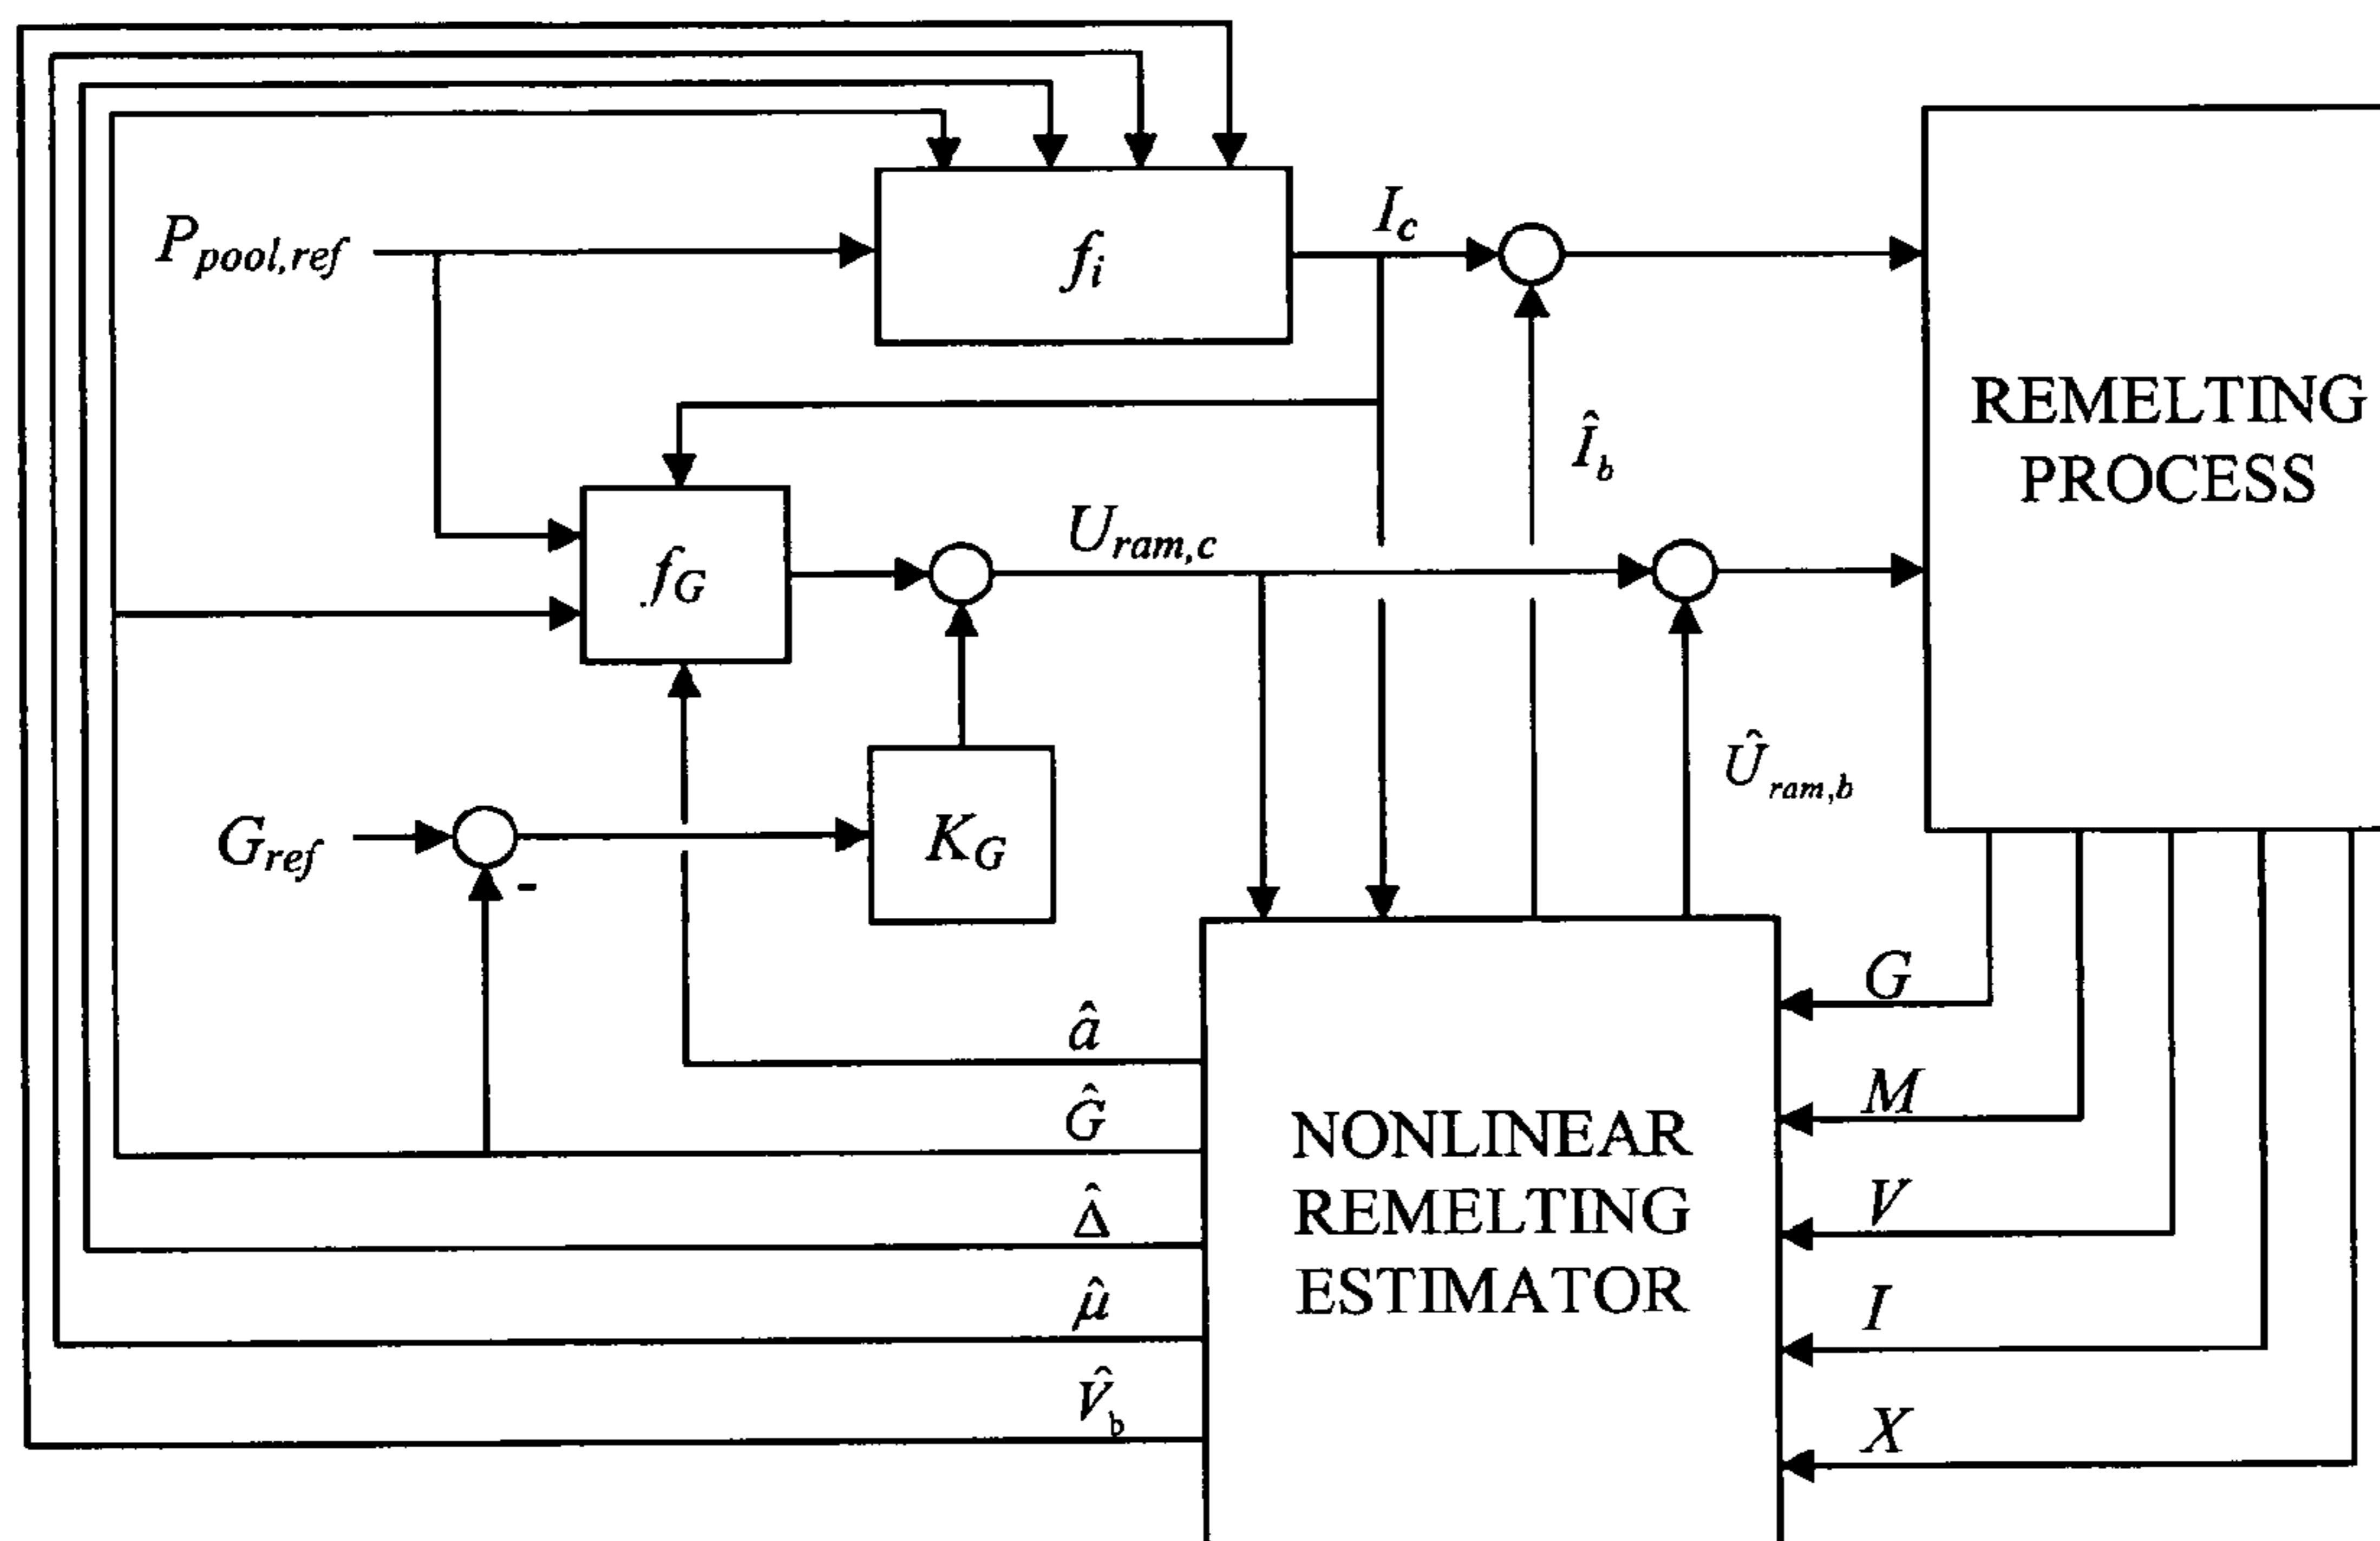 P_pool,ref
f_i
I_c
REMELTING
PROCESS
Î_b
f_G
U_ram,c
Û_ram,b
G_ref
-
K_G
G
â
M
Ĝ
NONLINEAR
REMELTING
ESTIMATOR
V
Δ̂
I
μ̂
X
V̂_b